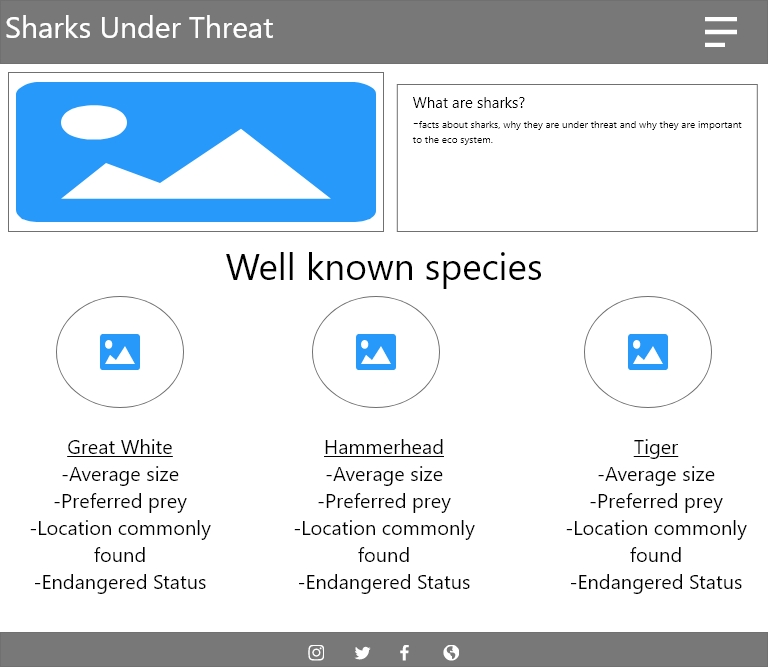 Sharks Under Threat
What are sharks?
-facts about sharks, why they are under threat and why they are important
to the eco system.
Well known species
Great White
-Average size
-Preferred prey
-Location commonly
found
-Endangered Status
Hammerhead
-Average size
-Preferred prey
-Location commonly
found
-Endangered Status
Tiger
-Average size
-Preferred prey
-Location commonly
found
-Endangered Status